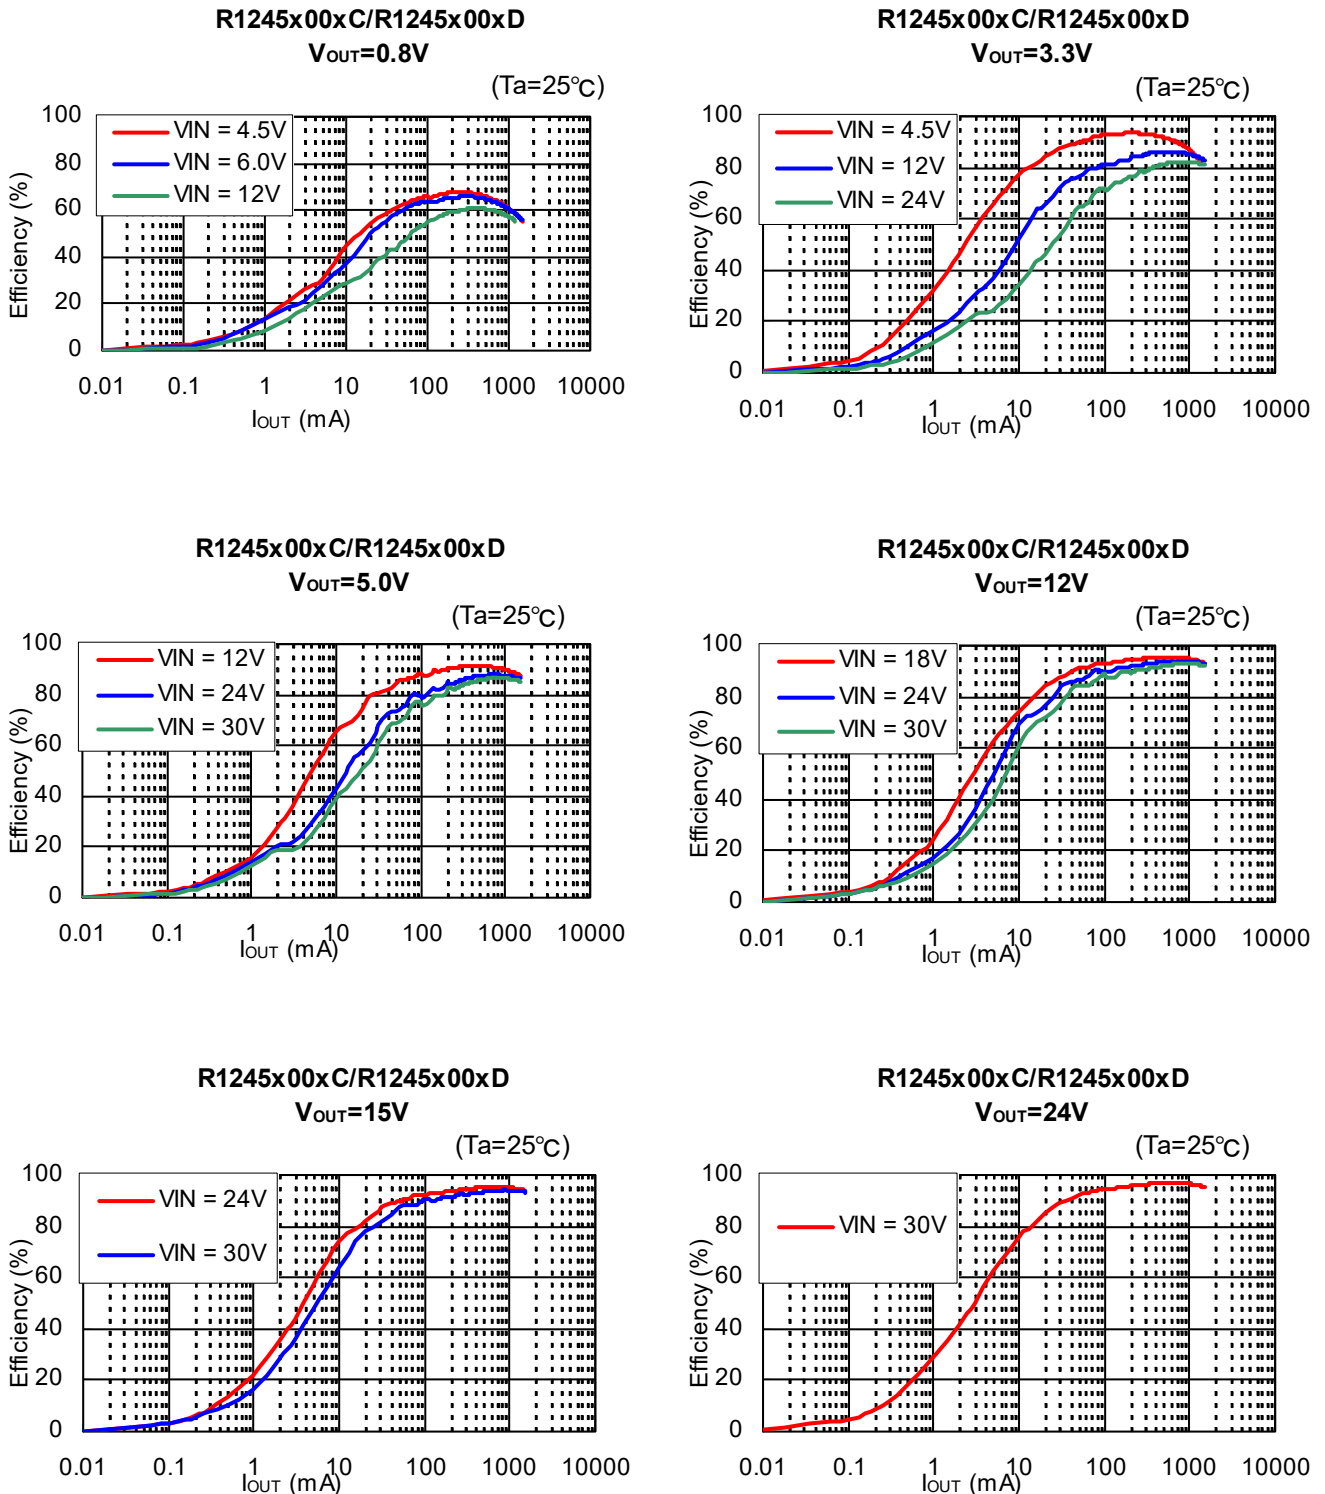 R1245x00xC/R1245x00xD
VOUT=0.8V
(Ta=25℃)
VIN = 4.5V
VIN = 6.0V
VIN = 12V
Efficiency (%)
100
80
60
40
20
0
0.01 0.1 1 10 100 1000 10000
IOUT (mA)
R1245x00xC/R1245x00xD
VOUT=3.3V
(Ta=25℃)
VIN = 4.5V
VIN = 12V
VIN = 24V
Efficiency (%)
100
80
60
40
20
0
0.01 0.1 1 10 100 1000 10000
IOUT (mA)
R1245x00xC/R1245x00xD
VOUT=5.0V
(Ta=25℃)
VIN = 12V
VIN = 24V
VIN = 30V
Efficiency (%)
100
80
60
40
20
0
0.01 0.1 1 10 100 1000 10000
IOUT (mA)
R1245x00xC/R1245x00xD
VOUT=12V
(Ta=25℃)
VIN = 18V
VIN = 24V
VIN = 30V
Efficiency (%)
100
80
60
40
20
0
0.01 0.1 1 10 100 1000 10000
IOUT (mA)
R1245x00xC/R1245x00xD
VOUT=15V
(Ta=25℃)
VIN = 24V
VIN = 30V
Efficiency (%)
100
80
60
40
20
0
0.01 0.1 1 10 100 1000 10000
IOUT (mA)
R1245x00xC/R1245x00xD
VOUT=24V
(Ta=25℃)
VIN = 30V
Efficiency (%)
100
80
60
40
20
0
0.01 0.1 1 10 100 1000 10000
IOUT (mA)